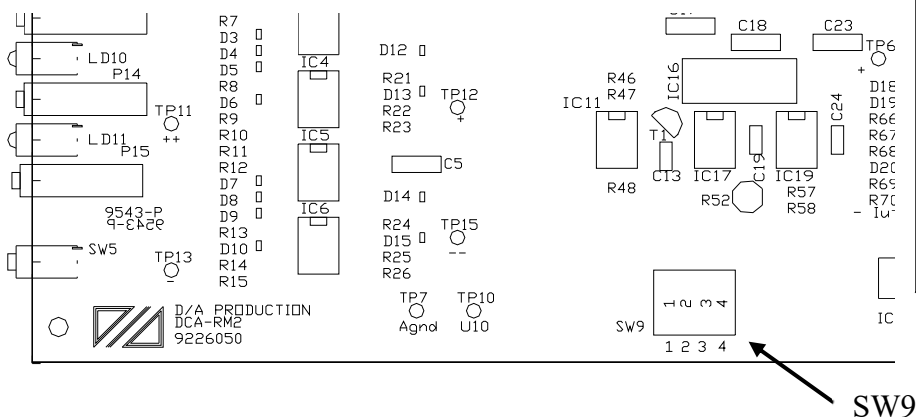 R7
D3
D4
D5
R8
D6
R9
R10
R11
R12
D7
D8
D9
R13
D10
R14
R15
LD10
P14
LD11
P15
9543-P
9543-P
SW5
TP11
++
TP13
-
IC4
IC5
IC6
D12
R21
D13
R22
R23
TP12
+
C5
D14
R24
D15
R25
R26
TP15
--
TP7
Agnd
TP10
U10
D/A PRODUCTION
DCA-RM2
9226050
C18
C23
TP6
+
IC16
R46
R47
IC11
T1
C13
R48
IC17
C19
IC19
C24
R52
R57
R58
D18
D19
R66
R67
R68
D20
R69
R70
-
SW9
1 2 3 4
1 2 3 4
IC
SW9